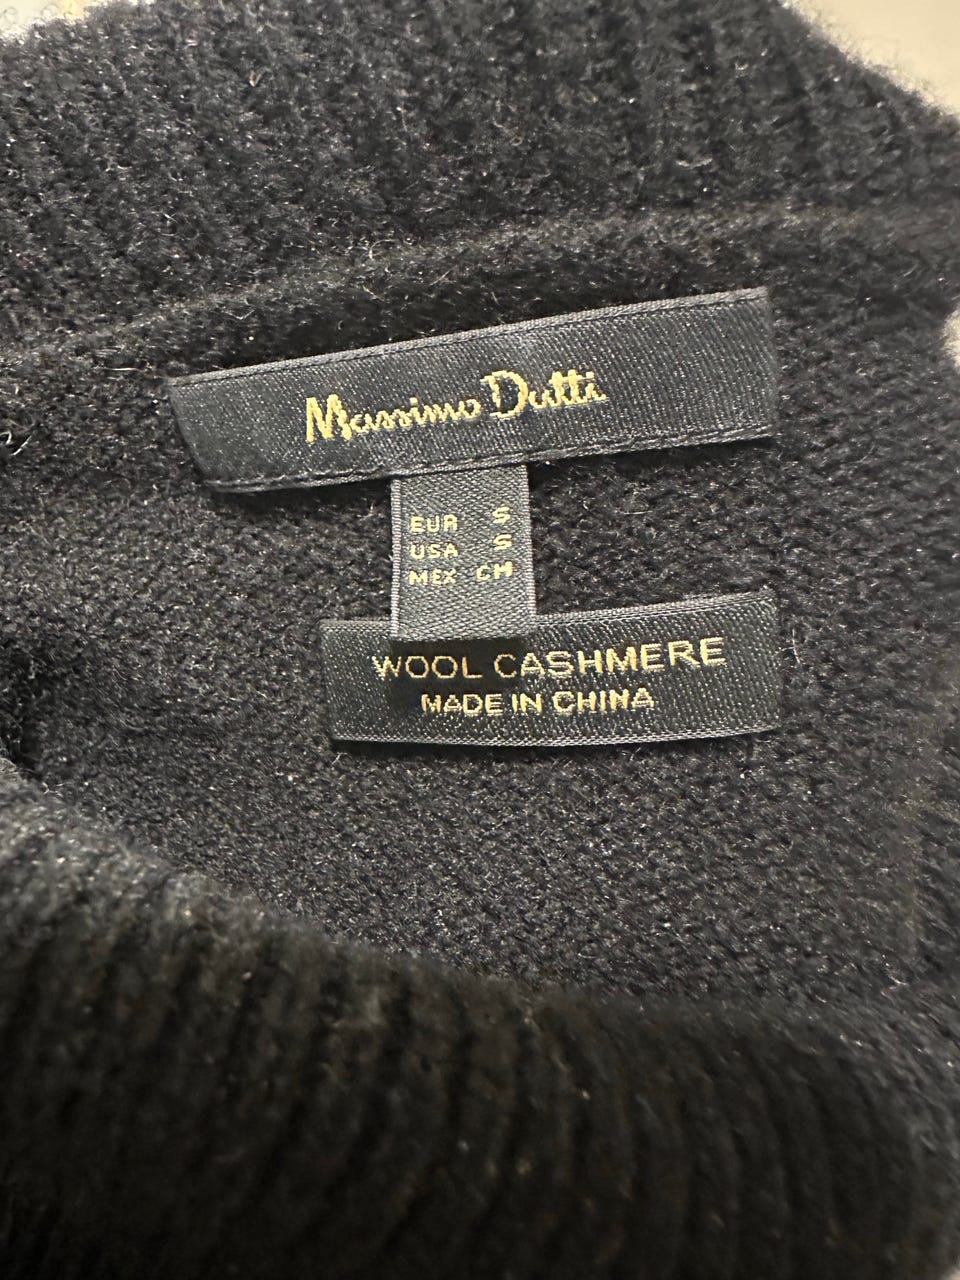 Massimo Dutti
EUR S
USA S
MEX CH
WOOL CASHMERE
MADE IN CHINA